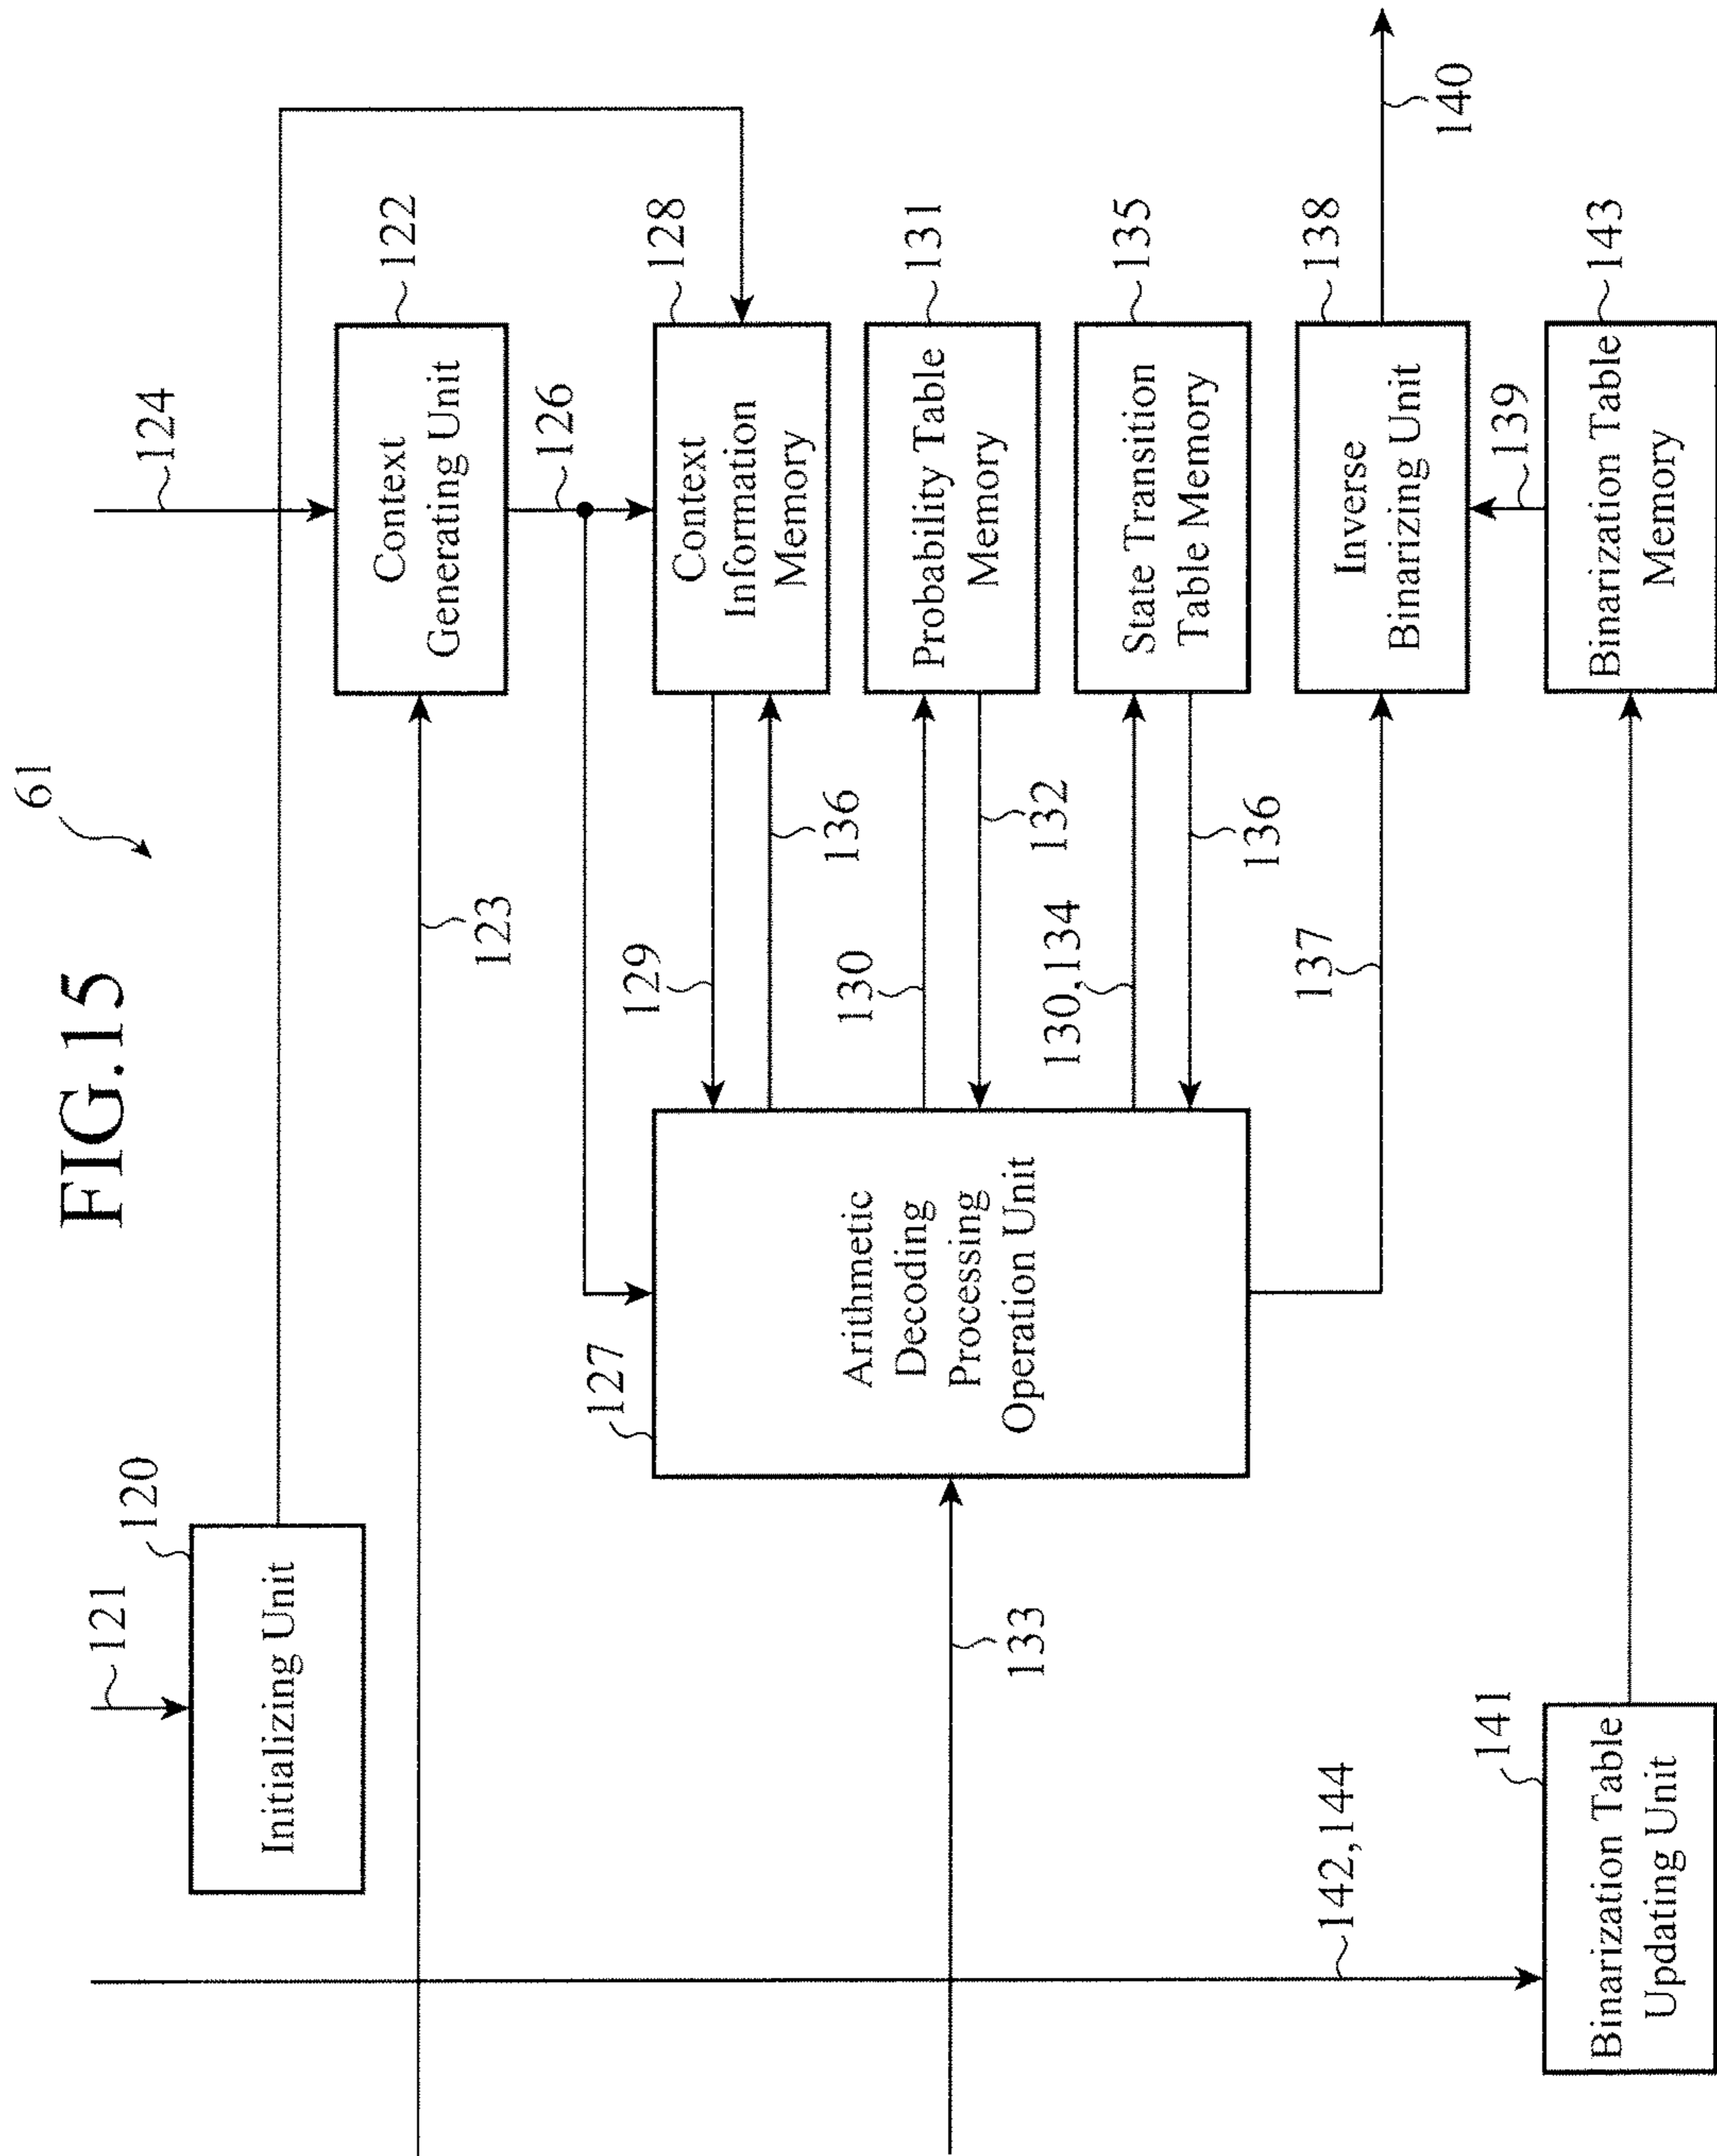 FIG.15
61
121
120
Initializing Unit
124
123
122
Context
Generating Unit
126
127
Arithmetic
Decoding
Processing
Operation Unit
129
136
128
Context
Information
Memory
130
132
131
Probability Table
Memory
133
130,134
136
135
State Transition
Table Memory
137
138
Inverse
Binarizing Unit
140
139
142,144
141
Binarization Table
Updating Unit
143
Binarization Table
Memory